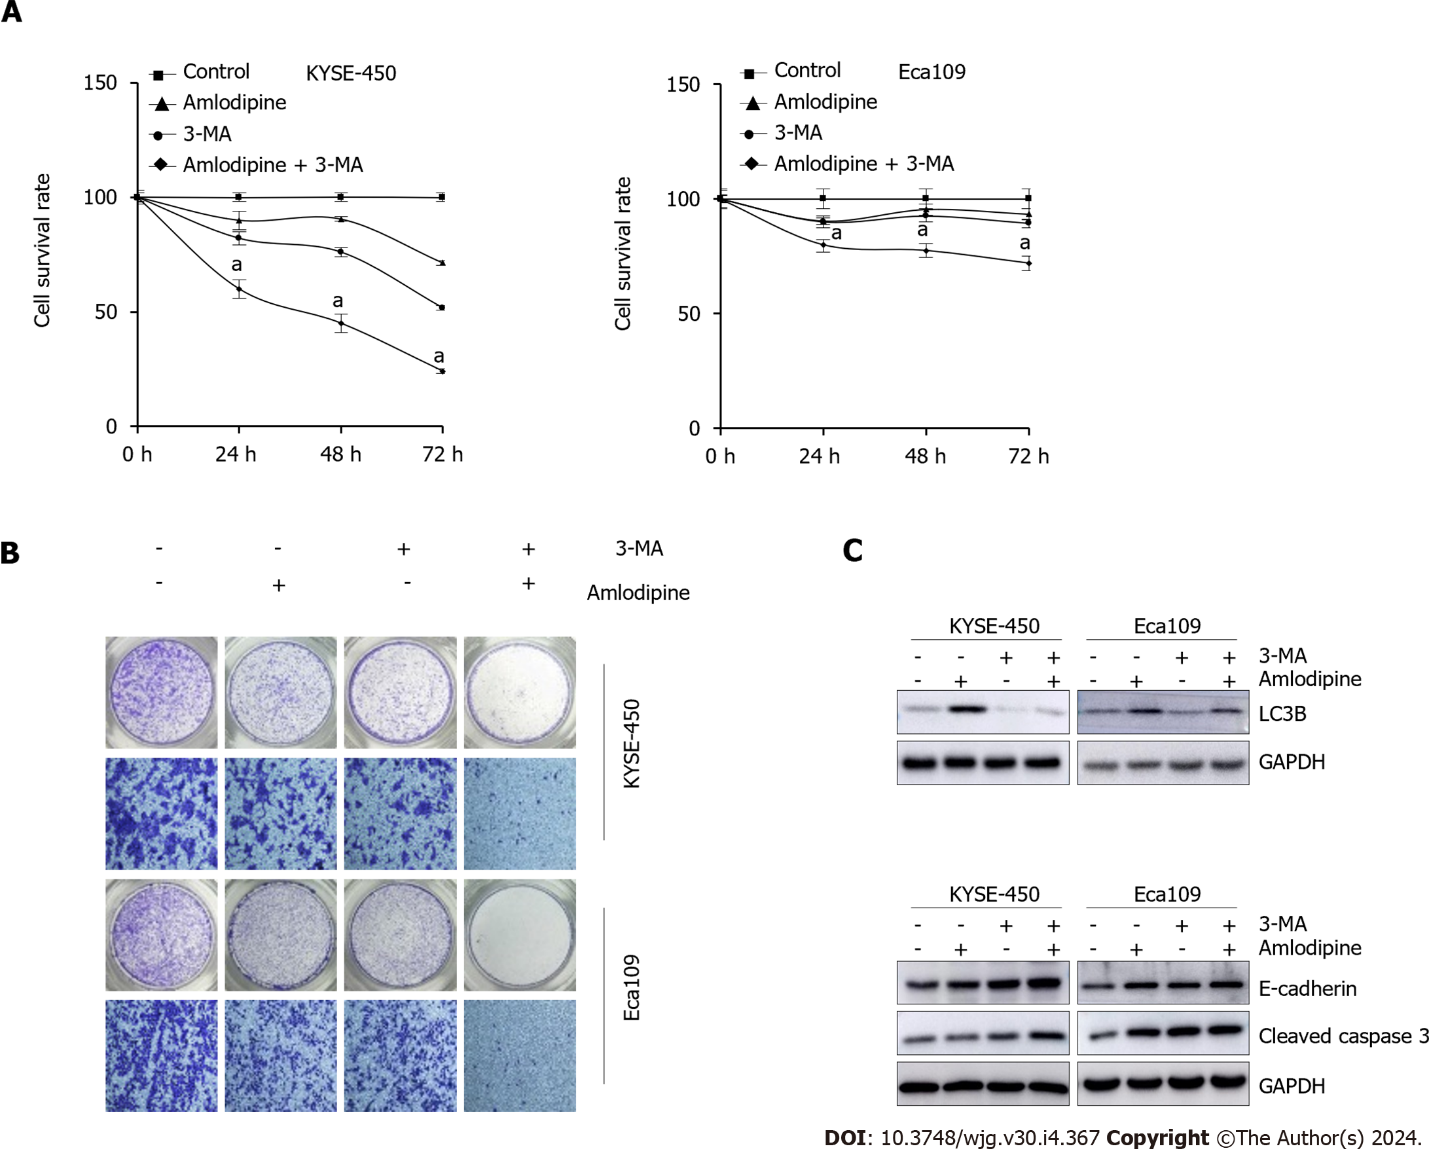 A
Control KYSE-450
Amlodipine
3-MA
Amlodipine + 3-MA
Cell survival rate
150
100
50
0
0 h 24 h 48 h 72 h
a a a
Control Eca109
Amlodipine
3-MA
Amlodipine + 3-MA
Cell survival rate
150
100
50
0
0 h 24 h 48 h 72 h
a a a
B
- - + + 3-MA
- + - + Amlodipine
KYSE-450
Eca109
C
KYSE-450 Eca109
- - + + - - + + 3-MA
- + - + - + - + Amlodipine
LC3B
GAPDH
KYSE-450 Eca109
- - + + - - + + 3-MA
- + - + - + - + Amlodipine
E-cadherin
Cleaved caspase 3
GAPDH
DOI: 10.3748/wjg.v30.i4.367 Copyright ©The Author(s) 2024.